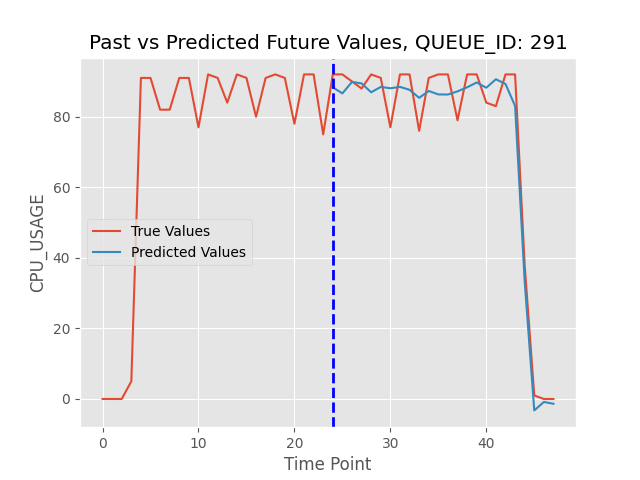 Past vs Predicted Future Values, QUEUE_ID: 291
CPU_USAGE
80
60
40
20
0
True Values
Predicted Values
0 10 20 30 40
Time Point